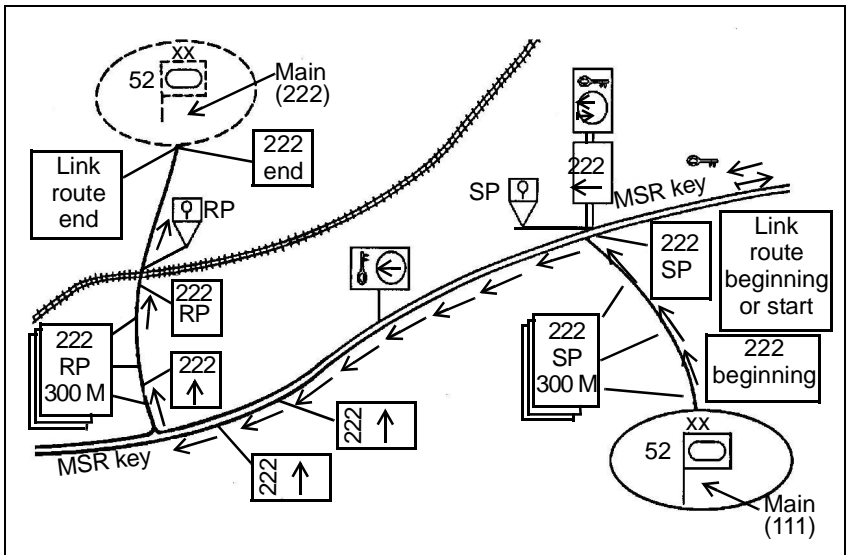 XX
52
Main
(222)
Link
route
end
222
end
RP
222
RP
222
RP
300 M
222
MSR key
222
222
SP
222
MSR key
222
SP
Link
route
beginning
or start
222
SP
300 M
222
beginning
XX
52
Main
(111)